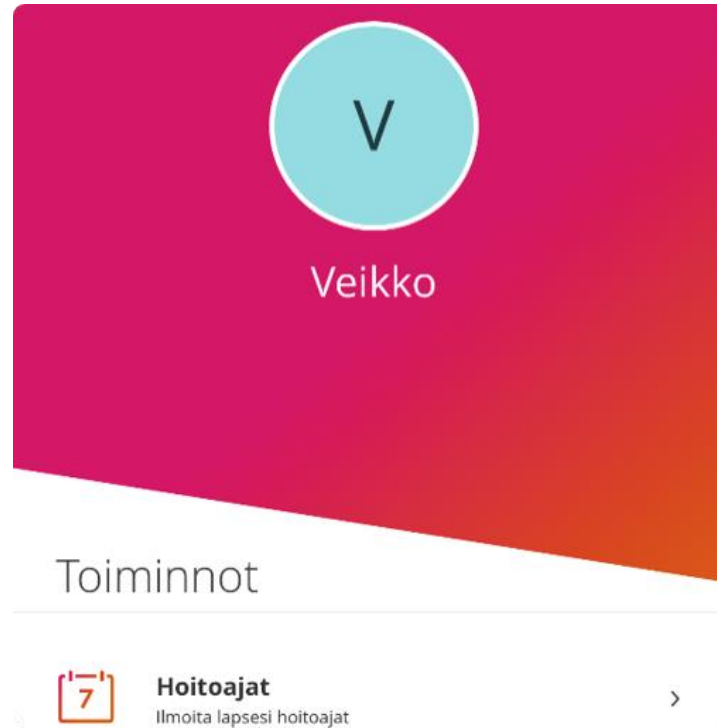 V
Veikko
Toiminnot
7
Hoitoajat
Ilmoita lapsesi hoitoajat